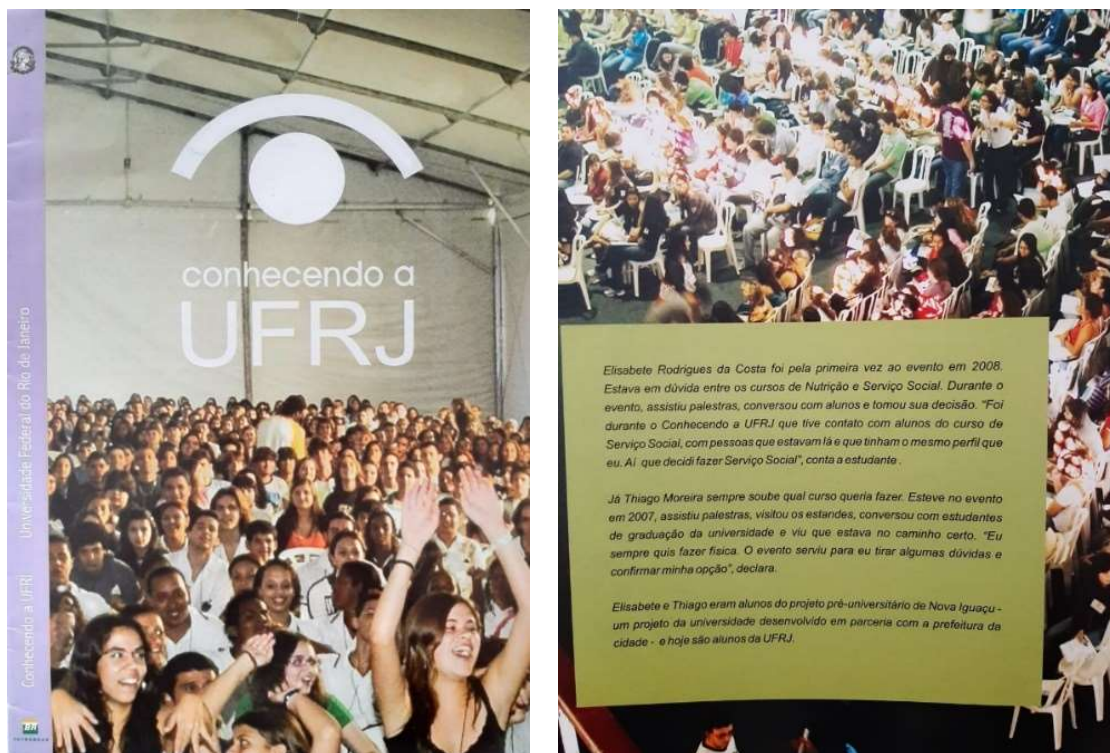 conhecendo a
UFRJ
Conhecendo a UFRJ Universidade Federal do Rio de Janeiro
BR
PETROBRAS
Elisabete Rodrigues da Costa foi pela primeira vez ao evento em 2008.
Estava em dúvida entre os cursos de Nutrição e Serviço Social. Durante o
evento, assistiu palestras, conversou com alunos e tomou sua decisão. “Foi
durante o Conhecendo a UFRJ que tive contato com alunos do curso de
Serviço Social, com pessoas que estavam lá e que tinham o mesmo perfil que
eu. Aí que decidi fazer Serviço Social”, conta a estudante .
Já Thiago Moreira sempre soube qual curso queria fazer. Esteve no evento
em 2007, assistiu palestras, visitou os estandes, conversou com estudantes
de graduação da universidade e viu que estava no caminho certo. “Eu
sempre quis fazer física. O evento serviu para eu tirar algumas dúvidas e
confirmar minha opção”, declara.
Elisabete e Thiago eram alunos do projeto pré-universitário de Nova Iguaçu -
um projeto da universidade desenvolvido em parceria com a prefeitura da
cidade - e hoje são alunos da UFRJ.